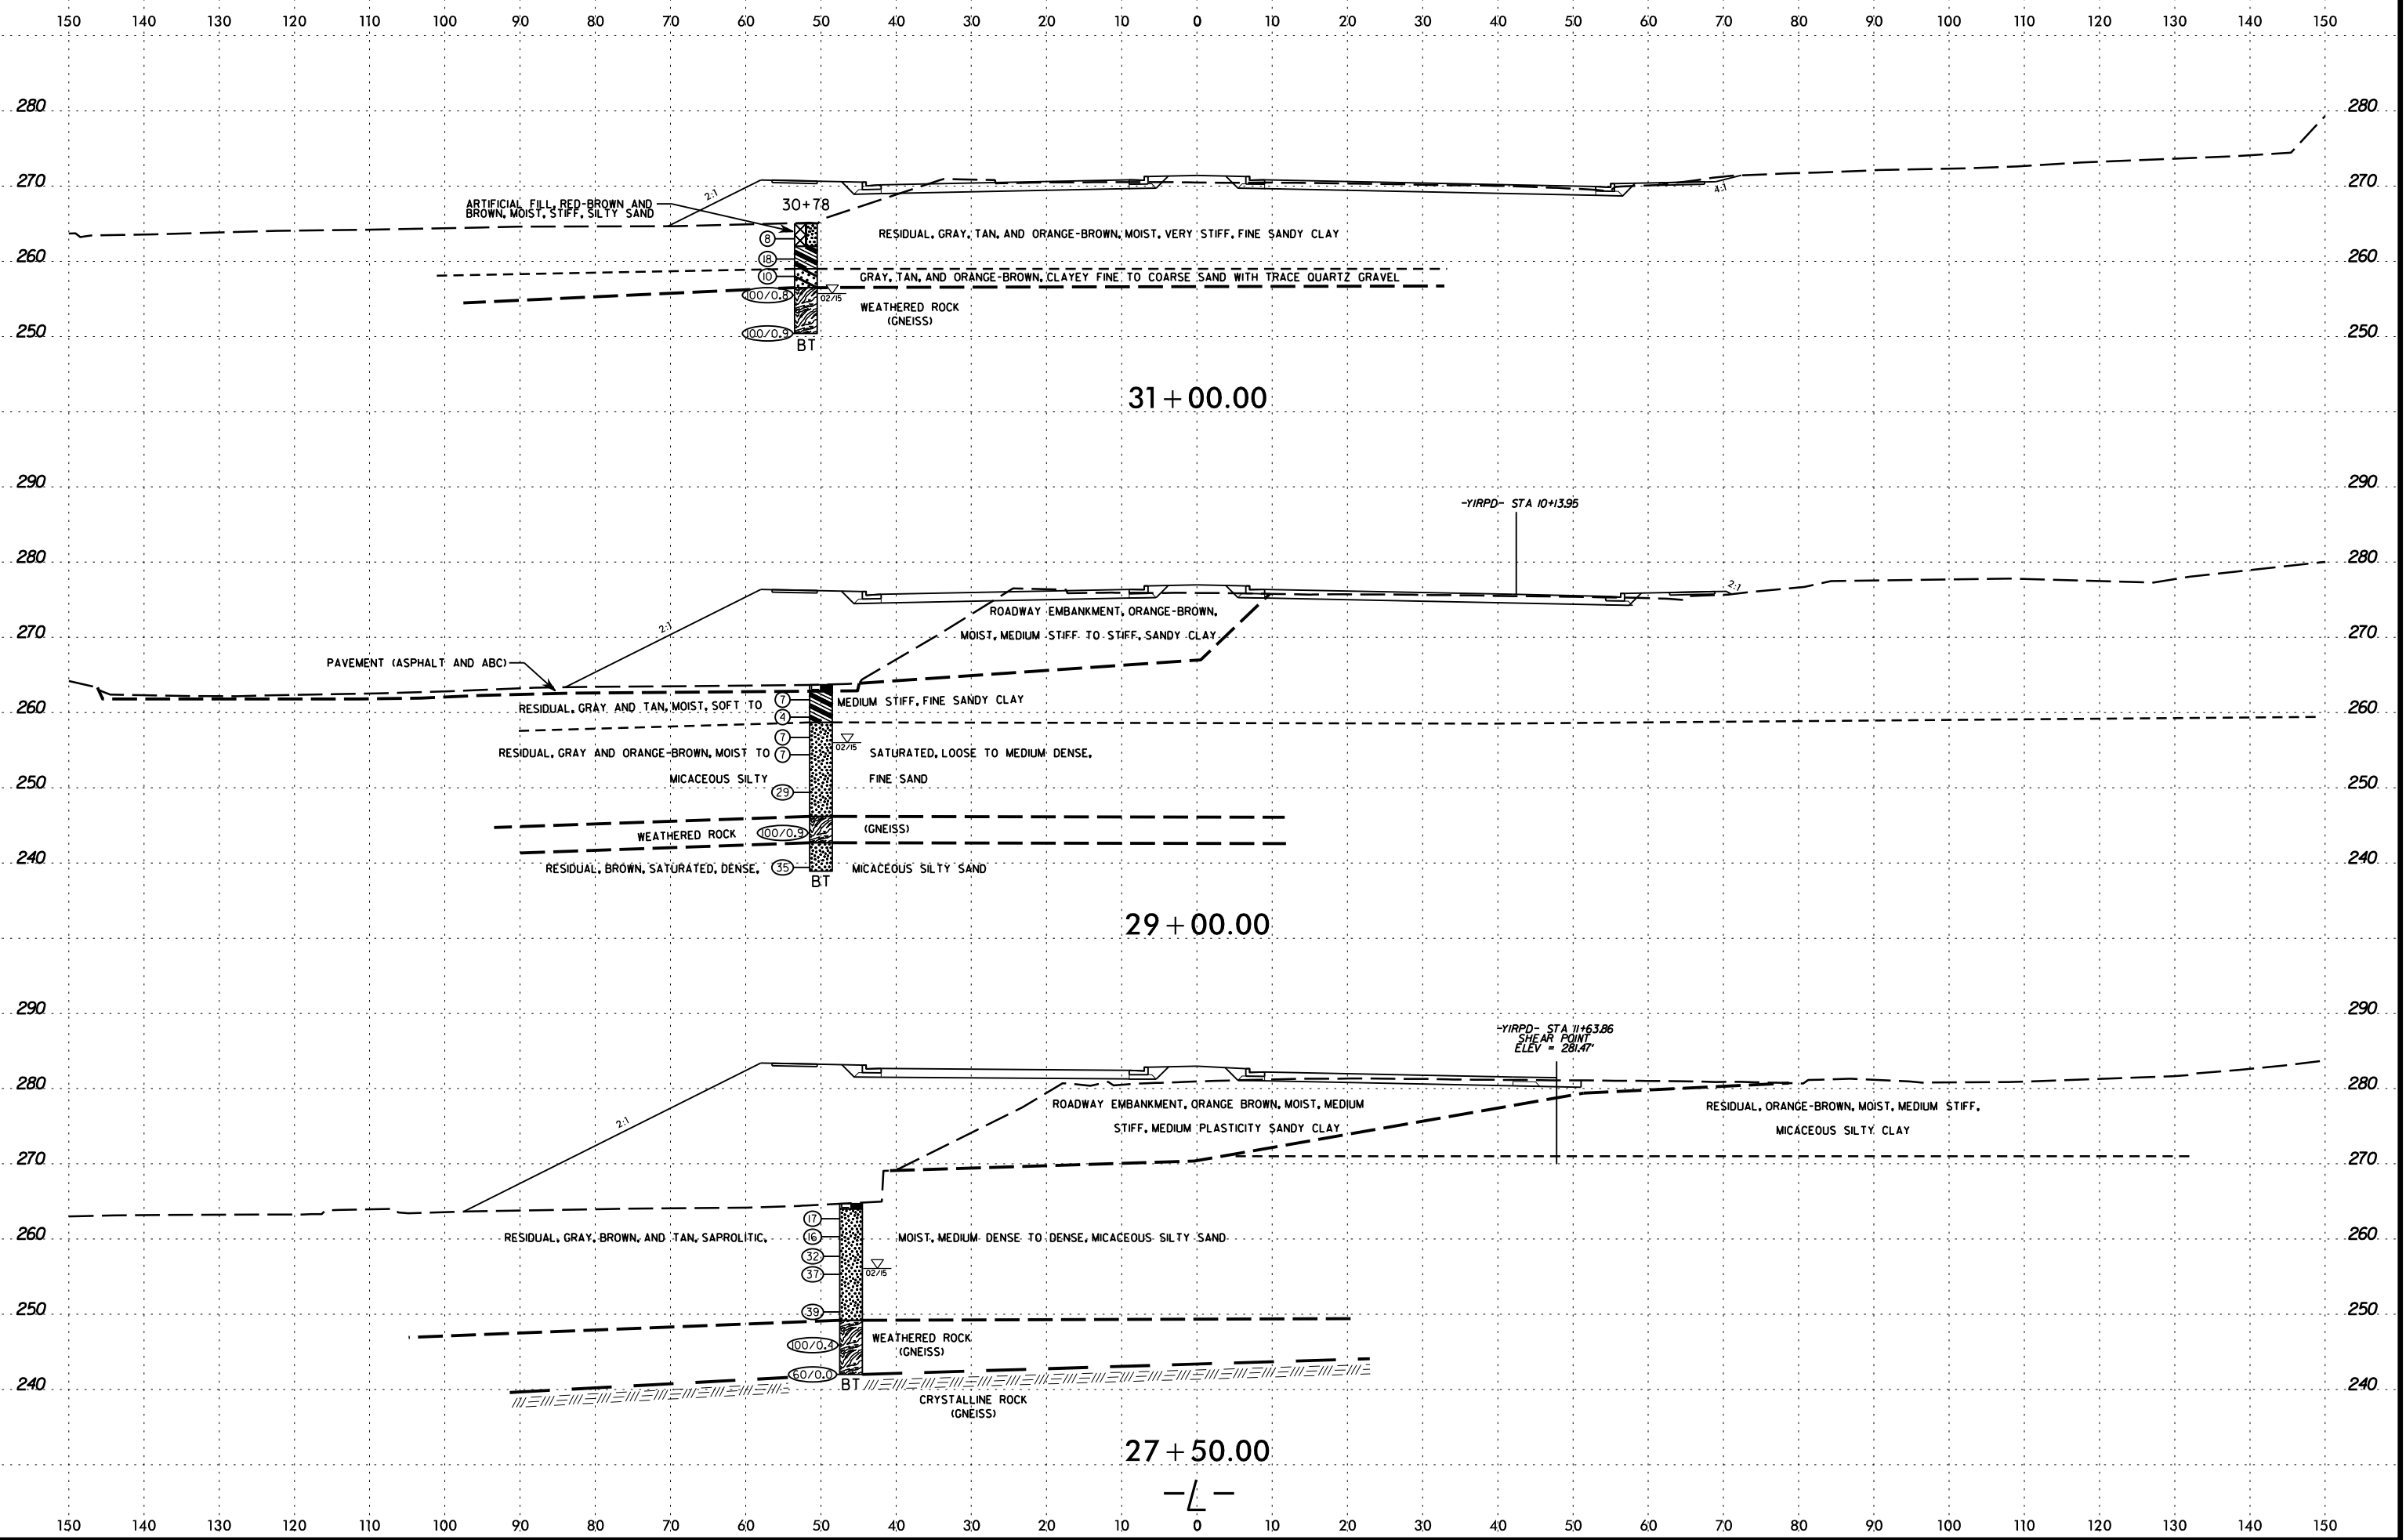 150 140 130 120 110 100 90 80 70 60 50 40 30 20 10 0 10 20 30 40 50 60 70 80 90 100 110 120 130 140 150
280 280
270 270
2:1
4:1
ARTIFICIAL FILL, RED-BROWN AND
BROWN, MOIST, STIFF, SILTY SAND
30+78
RESIDUAL, GRAY, TAN, AND ORANGE-BROWN, MOIST, VERY STIFF, FINE SANDY CLAY
8
260 260
18
10
GRAY, TAN, AND ORANGE-BROWN, CLAYEY FINE TO COARSE SAND WITH TRACE QUARTZ GRAVEL
100/0.8
02/15
WEATHERED ROCK
(GNEISS)
250 250
100/0.9
BT
31+00.00
290 290
-Y1RPD- STA 10+13.95
280 280
2:1
ROADWAY EMBANKMENT, ORANGE-BROWN,
MOIST, MEDIUM STIFF TO STIFF, SANDY CLAY
270 270
2:1
PAVEMENT (ASPHALT AND ABC)
RESIDUAL, GRAY AND TAN, MOIST, SOFT TO 7 MEDIUM STIFF, FINE SANDY CLAY
260 260
4
7
02/15
RESIDUAL, GRAY AND ORANGE-BROWN, MOIST TO 7 SATURATED, LOOSE TO MEDIUM DENSE,
MICACEOUS SILTY FINE SAND
250 250
29
WEATHERED ROCK 100/0.9 (GNEISS)
240 240
RESIDUAL, BROWN, SATURATED, DENSE, 35 MICACEOUS SILTY SAND
BT
29+00.00
290 290
-Y1RPD- STA 11+63.86
SHEAR POINT
ELEV = 281.47'
280 280
ROADWAY EMBANKMENT, ORANGE BROWN, MOIST, MEDIUM
STIFF, MEDIUM PLASTICITY SANDY CLAY
RESIDUAL, ORANGE-BROWN, MOIST, MEDIUM STIFF,
MICACEOUS SILTY CLAY
2:1
270 270
17
260 260
RESIDUAL, GRAY, BROWN, AND TAN, SAPROLITIC, 16 MOIST, MEDIUM DENSE TO DENSE, MICACEOUS SILTY SAND
32
37
02/15
250 250
39
WEATHERED ROCK
(GNEISS)
100/0.4
60/0.0
BT
240 240
CRYSTALLINE ROCK
(GNEISS)
27+50.00
-L-
150 140 130 120 110 100 90 80 70 60 50 40 30 20 10 0 10 20 30 40 50 60 70 80 90 100 110 120 130 140 150